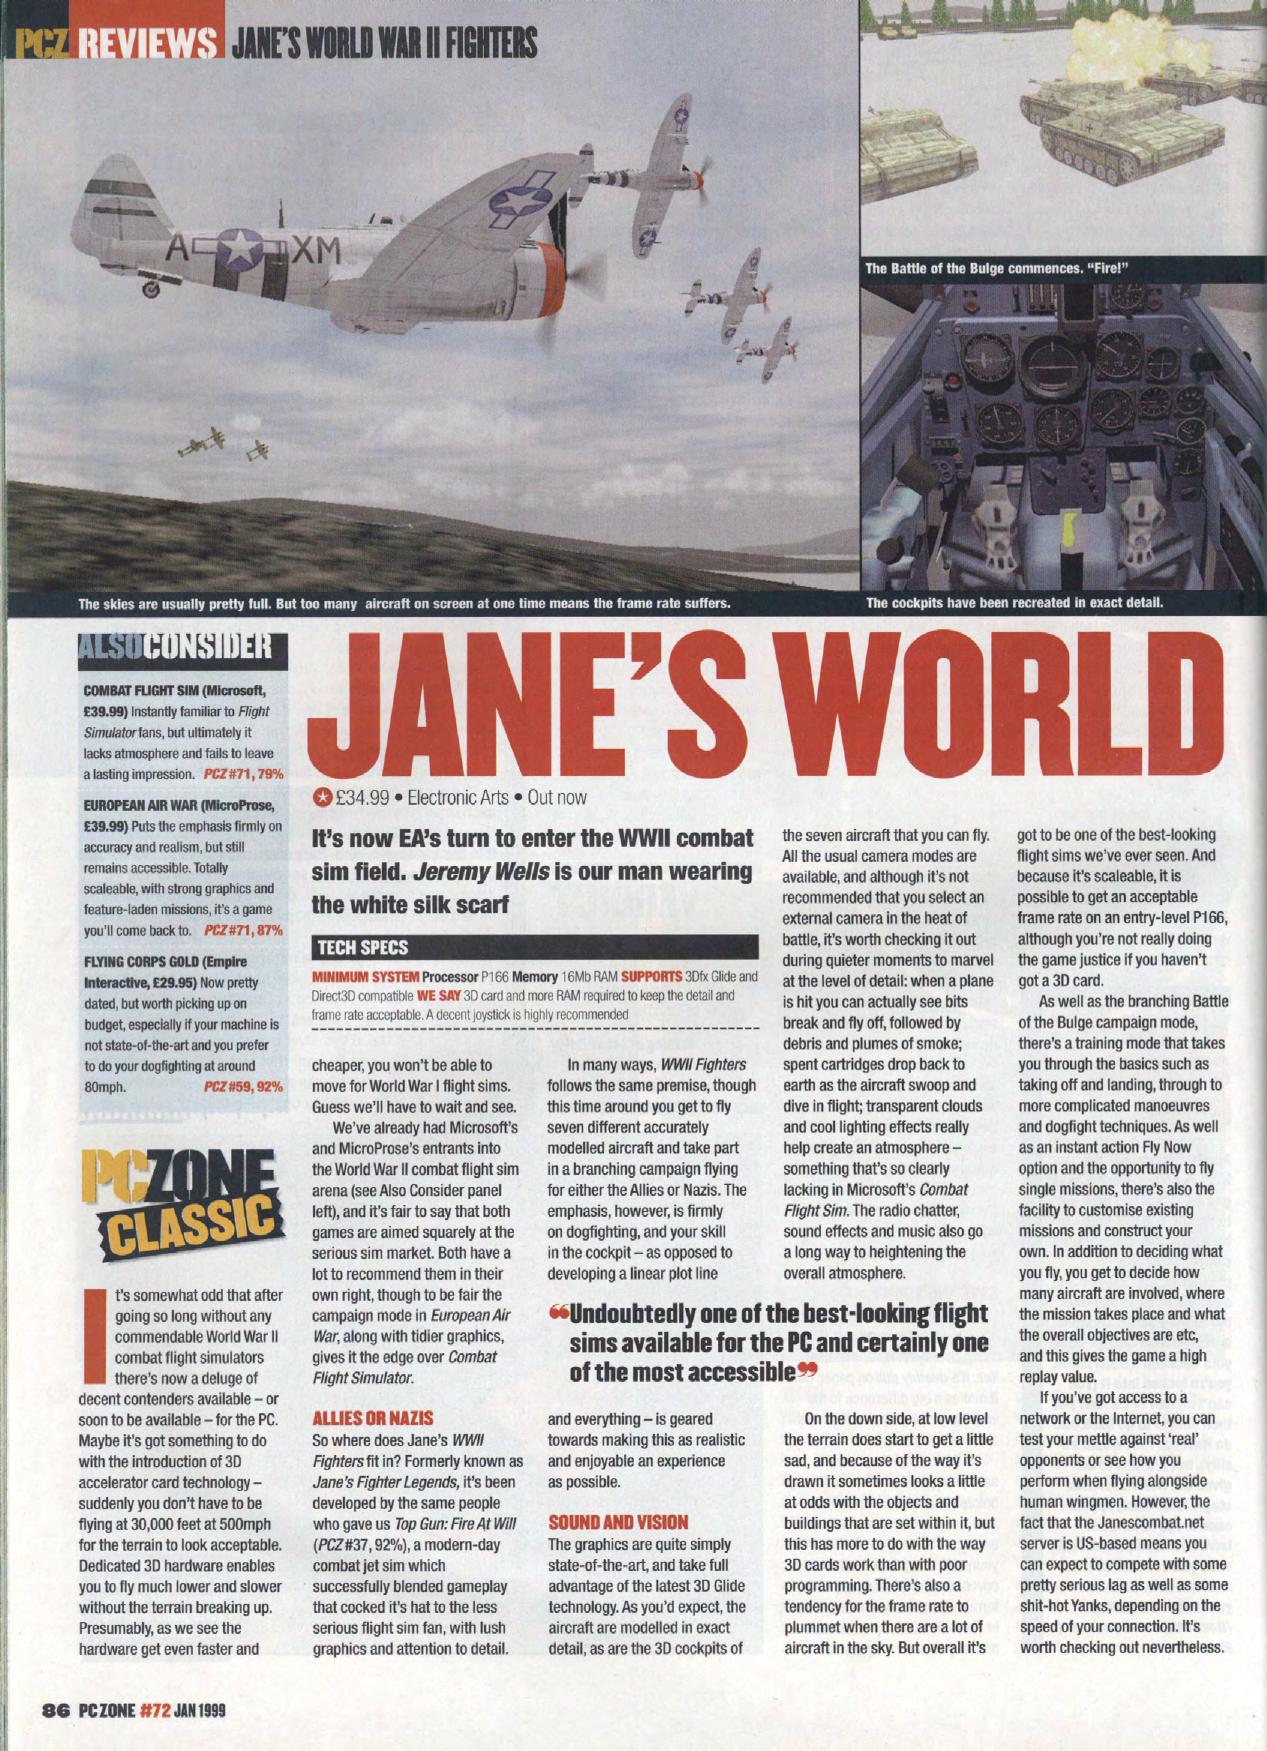 PCZ REVIEWS JANE'S WORLD WAR II FIGHTERS
A XM
The Battle of the Bulge commences. “Fire!”
The skies are usually pretty full. But too many aircraft on screen at one time means the frame rate suffers.
The cockpits have been recreated in exact detail.
ALSO CONSIDER
COMBAT FLIGHT SIM (Microsoft,
£39.99) Instantly familiar to Flight
Simulator fans, but ultimately it
lacks atmosphere and fails to leave
a lasting impression. PCZ #71, 79%
EUROPEAN AIR WAR (MicroProse,
£39.99) Puts the emphasis firmly on
accuracy and realism, but still
remains accessible. Totally
scaleable, with strong graphics and
feature-laden missions, it's a game
you'll come back to. PCZ #71, 87%
FLYING CORPS GOLD (Empire
Interactive, £29.95) Now pretty
dated, but worth picking up on
budget, especially if your machine is
not state-of-the-art and you prefer
to do your dogfighting at around
80mph. PCZ #59, 92%
PCZONE
CLASSIC
JANE'S WORLD
£34.99 • Electronic Arts • Out now
It's now EA's turn to enter the WWII combat
sim field. Jeremy Wells is our man wearing
the white silk scarf
TECH SPECS
MINIMUM SYSTEM Processor P166 Memory 16Mb RAM SUPPORTS 3Dfx Glide and
Direct3D compatible WE SAY 3D card and more RAM required to keep the detail and
frame rate acceptable. A decent joystick is highly recommended
It's somewhat odd that after
going so long without any
commendable World War II
combat flight simulators
there's now a deluge of
decent contenders available – or
soon to be available – for the PC.
Maybe it's got something to do
with the introduction of 3D
accelerator card technology –
suddenly you don't have to be
flying at 30,000 feet at 500mph
for the terrain to look acceptable.
Dedicated 3D hardware enables
you to fly much lower and slower
without the terrain breaking up.
Presumably, as we see the
hardware get even faster and
cheaper, you won't be able to
move for World War I flight sims.
Guess we'll have to wait and see.
We've already had Microsoft's
and MicroProse's entrants into
the World War II combat flight sim
arena (see Also Consider panel
left), and it's fair to say that both
games are aimed squarely at the
serious sim market. Both have a
lot to recommend them in their
own right, though to be fair the
campaign mode in European Air
War, along with tidier graphics,
gives it the edge over Combat
Flight Simulator.
ALLIES OR NAZIS
So where does Jane's WWII
Fighters fit in? Formerly known as
Jane's Fighter Legends, it's been
developed by the same people
who gave us Top Gun: Fire At Will
(PCZ #37, 92%), a modern-day
combat jet sim which
successfully blended gameplay
that cocked it's hat to the less
serious flight sim fan, with lush
graphics and attention to detail.
In many ways, WWII Fighters
follows the same premise, though
this time around you get to fly
seven different accurately
modelled aircraft and take part
in a branching campaign flying
for either the Allies or Nazis. The
emphasis, however, is firmly
on dogfighting, and your skill
in the cockpit – as opposed to
developing a linear plot line
“Undoubtedly one of the best-looking flight
sims available for the PC and certainly one
of the most accessible”
and everything – is geared
towards making this as realistic
and enjoyable an experience
as possible.
SOUND AND VISION
The graphics are quite simply
state-of-the-art, and take full
advantage of the latest 3D Glide
technology. As you'd expect, the
aircraft are modelled in exact
detail, as are the 3D cockpits of
the seven aircraft that you can fly.
All the usual camera modes are
available, and although it's not
recommended that you select an
external camera in the heat of
battle, it's worth checking it out
during quieter moments to marvel
at the level of detail: when a plane
is hit you can actually see bits
break and fly off, followed by
debris and plumes of smoke;
spent cartridges drop back to
earth as the aircraft swoop and
dive in flight; transparent clouds
and cool lighting effects really
help create an atmosphere –
something that's so clearly
lacking in Microsoft's Combat
Flight Sim. The radio chatter,
sound effects and music also go
a long way to heightening the
overall atmosphere.
On the down side, at low level
the terrain does start to get a little
sad, and because of the way it's
drawn it sometimes looks a little
at odds with the objects and
buildings that are set within it, but
this has more to do with the way
3D cards work than with poor
programming. There's also a
tendency for the frame rate to
plummet when there are a lot of
aircraft in the sky. But overall it's
got to be one of the best-looking
flight sims we've ever seen. And
because it's scaleable, it is
possible to get an acceptable
frame rate on an entry-level P166,
although you're not really doing
the game justice if you haven't
got a 3D card.
As well as the branching Battle
of the Bulge campaign mode,
there's a training mode that takes
you through the basics such as
taking off and landing, through to
more complicated manoeuvres
and dogfight techniques. As well
as an instant action Fly Now
option and the opportunity to fly
single missions, there's also the
facility to customise existing
missions and construct your
own. In addition to deciding what
you fly, you get to decide how
many aircraft are involved, where
the mission takes place and what
the overall objectives are etc,
and this gives the game a high
replay value.
If you've got access to a
network or the Internet, you can
test your mettle against ‘real’
opponents or see how you
perform when flying alongside
human wingmen. However, the
fact that the Janescombat.net
server is US-based means you
can expect to compete with some
pretty serious lag as well as some
shit-hot Yanks, depending on the
speed of your connection. It's
worth checking out nevertheless.
86 PC ZONE #72 JAN 1999